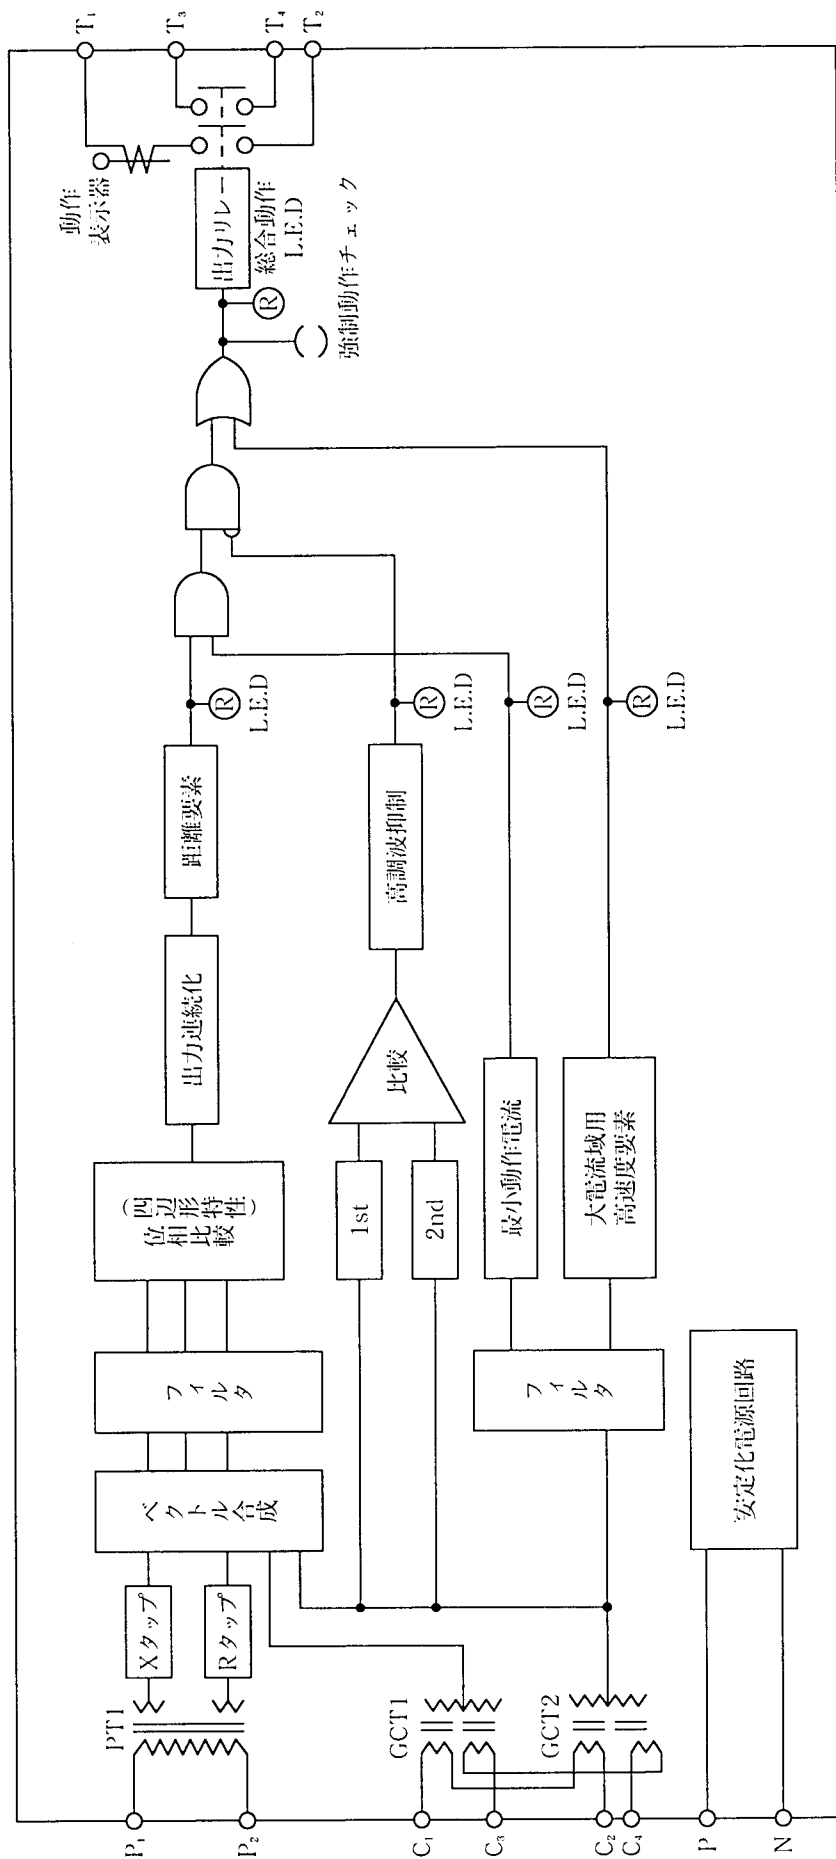 P₁
P₂
C₁
C₃
C₂
C₄
P
N
PT1
GCT1
GCT2
Xタップ
Rタップ
ベクトル合成
フィルタ
位相比較
(四辺形特性)
出力連続化
距離要素
L.E.D
R
1st
2nd
比較
高調波抑制
L.E.D
R
フィルタ
最小動作電流
L.E.D
R
大電流域用
高速度要素
L.E.D
R
安定化電源回路
強制動作チェック
R
総合動作
L.E.D
出力リレー
動作
表示器
T₁
T₃
T₄
T₂